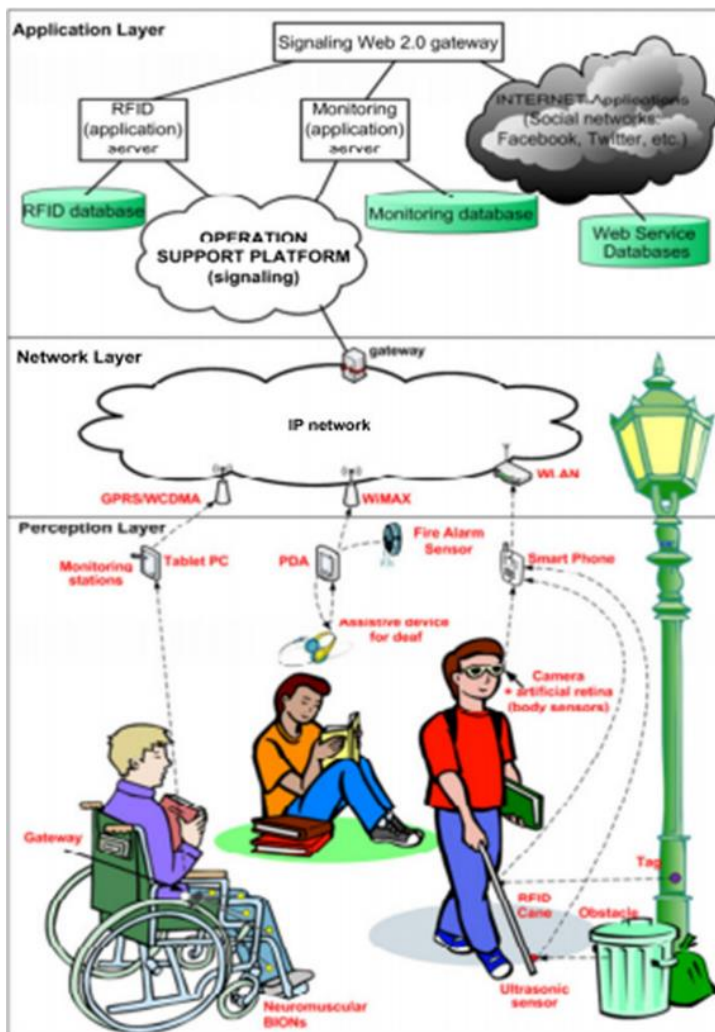 Application Layer
Signaling Web 2.0 gateway
RFID
(application)
server
Monitoring
(application)
server
INTERNET-Applications
(Social networks:
Facebook, Twitter, etc.)
RFID database
Monitoring database
Web Service
Databases
OPERATION
SUPPORT PLATFORM
(signaling)
Network Layer
gateway
IP network
GPRS/WCDMA
WiMAX
WLAN
Perception Layer
Monitoring
stations
Tablet PC
PDA
Fire Alarm
Sensor
Smart Phone
Assistive device
for deaf
Camera
+ artificial retina
(body sensors)
Gateway
Tag
RFID
Cane
Obstacle
Ultrasonic
sensor
Neuromuscular
BIONs